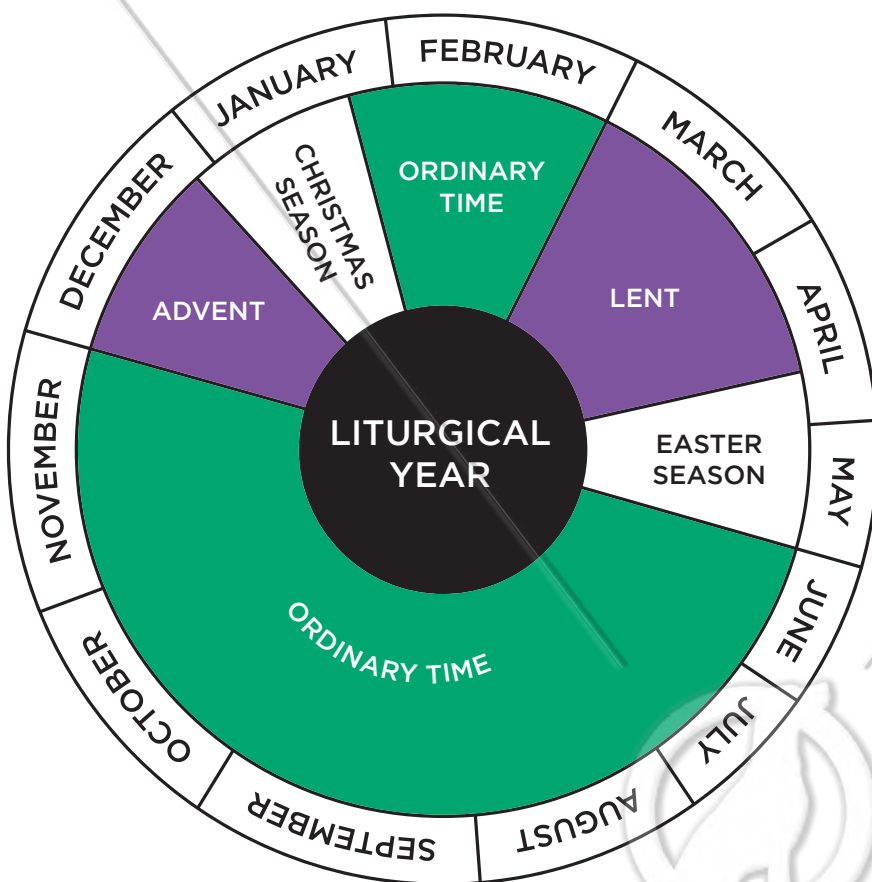 JANUARY
FEBRUARY
MARCH
APRIL
MAY
JUNE
JULY
AUGUST
SEPTEMBER
OCTOBER
NOVEMBER
DECEMBER
CHRISTMAS
SEASON
ORDINARY
TIME
LENT
EASTER
SEASON
ORDINARY TIME
ADVENT
LITURGICAL
YEAR